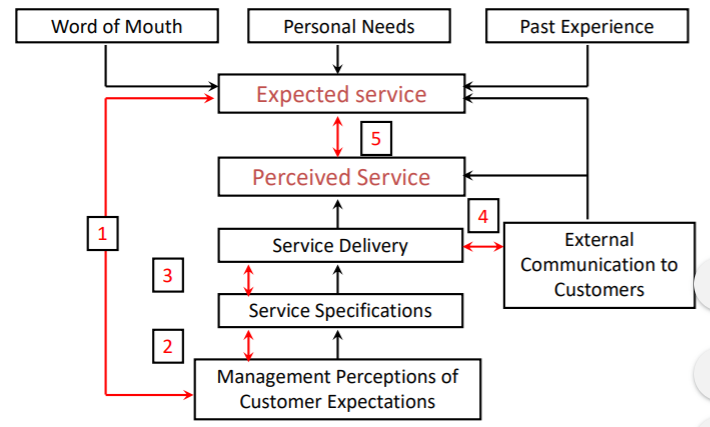 Word of Mouth
Personal Needs
Past Experience
Expected service
5
Perceived Service
4
1
Service Delivery
External
Communication to
Customers
3
Service Specifications
2
Management Perceptions of
Customer Expectations